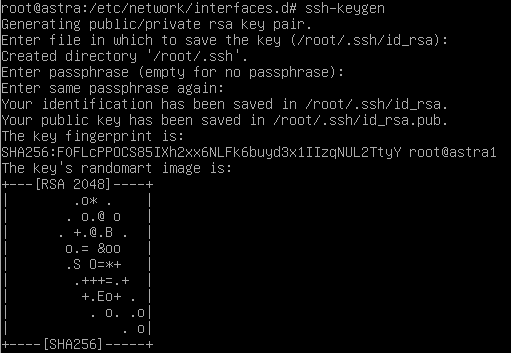 root@astra:/etc/network/interfaces.d# ssh-keygen
Generating public/private rsa key pair.
Enter file in which to save the key (/root/.ssh/id_rsa):
Created directory '/root/.ssh'.
Enter passphrase (empty for no passphrase):
Enter same passphrase again:
Your identification has been saved in /root/.ssh/id_rsa.
Your public key has been saved in /root/.ssh/id_rsa.pub.
The key fingerprint is:
SHA256:FOFLcPPOCS85IXh2xx6NLFk6buyd3x1IIzqNUL2TtyY root@astra1
The key's randomart image is:
+---[RSA 2048]----+
|        .o* .    |
|       . o.@ o   |
|      . +.@.B .  |
|       o.= &oo   |
|       .S O=*+   |
|        .+++=.+  |
|         +.Eo+ . |
|          . o. .o|
|              . o|
+----[SHA256]-----+